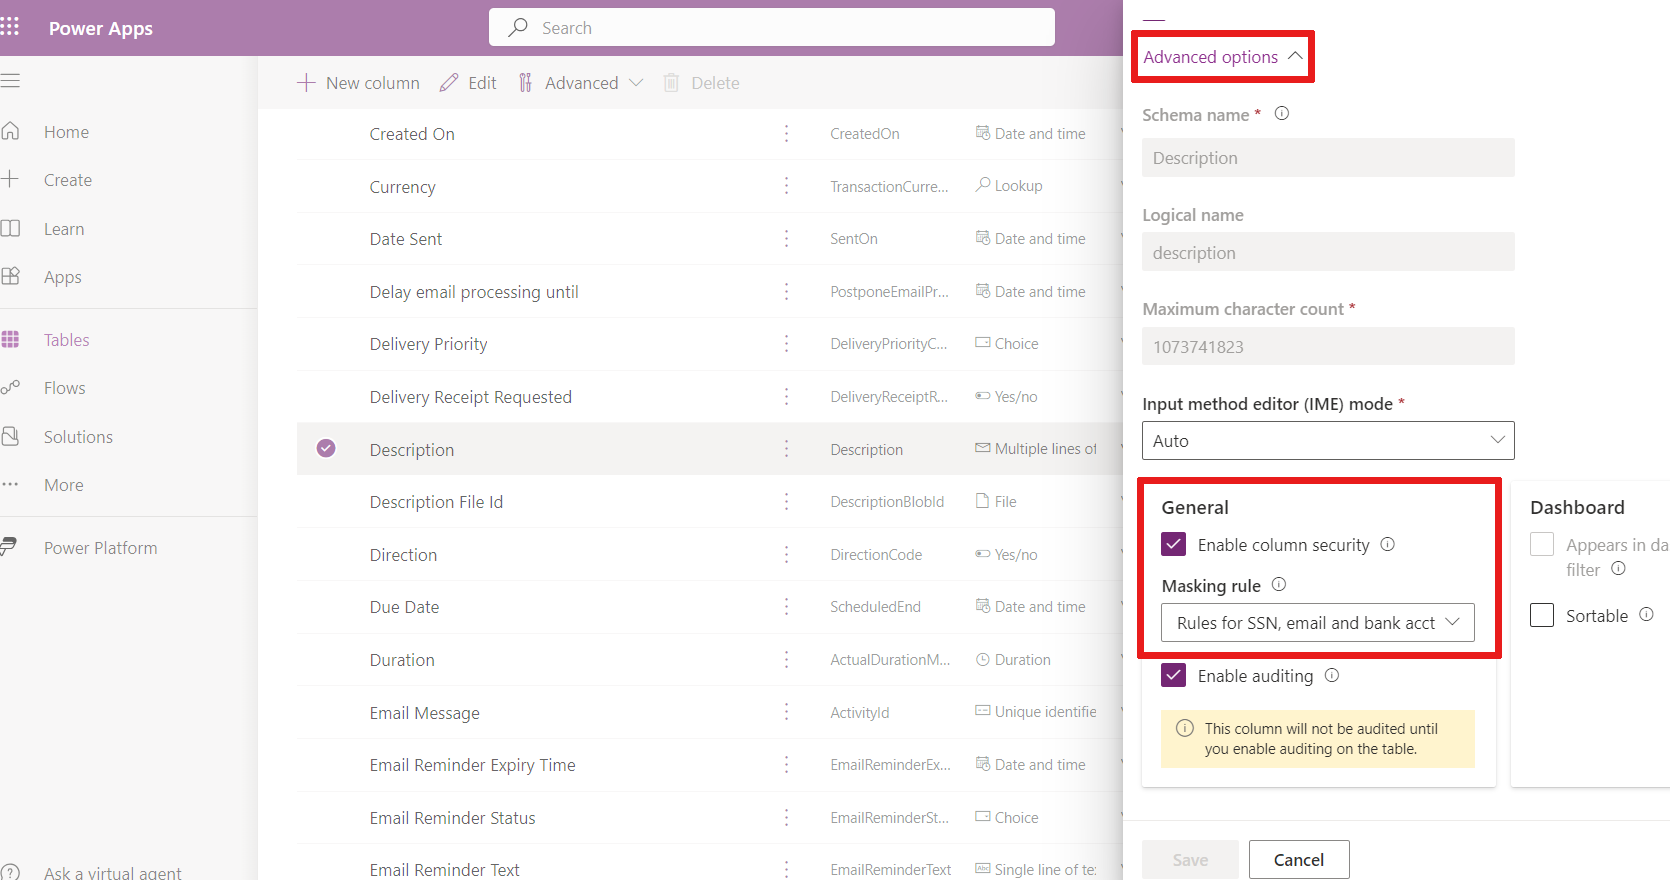 Power Apps
Search
Home
Create
Learn
Apps
Tables
Flows
Solutions
More
Power Platform
Ask a virtual agent
New column Edit Advanced Delete
Created On CreatedOn Date and time
Currency TransactionCurre... Lookup
Date Sent SentOn Date and time
Delay email processing until PostponeEmailPr... Date and time
Delivery Priority DeliveryPriorityC... Choice
Delivery Receipt Requested DeliveryReceiptR... Yes/no
Description Description Multiple lines of
Description File Id DescriptionBlobId File
Direction DirectionCode Yes/no
Due Date ScheduledEnd Date and time
Duration ActualDurationM... Duration
Email Message ActivityId Unique identifie
Email Reminder Expiry Time EmailReminderEx... Date and time
Email Reminder Status EmailReminderSt... Choice
Email Reminder Text EmailReminderText Abc Single line of te
Advanced options
Schema name *
Description
Logical name
description
Maximum character count *
1073741823
Input method editor (IME) mode *
Auto
General
Enable column security
Masking rule
Rules for SSN, email and bank acct
Enable auditing
This column will not be audited until
you enable auditing on the table.
Dashboard
Appears in da
filter
Sortable
Save Cancel